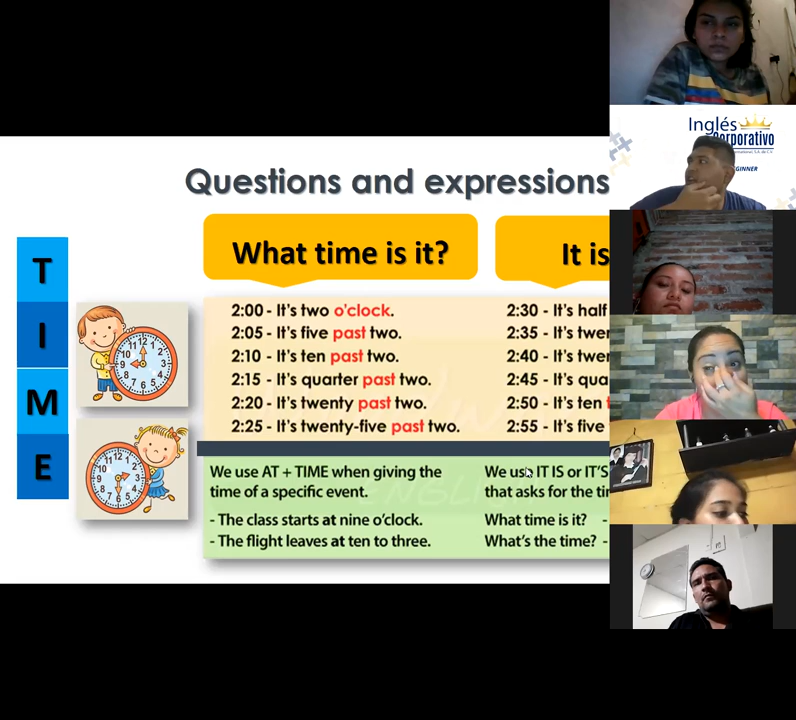 Questions and expressions
What time is it?
It is
T
I
M
E
2:00 - It's two o'clock.
2:05 - It's five past two.
2:10 - It's ten past two.
2:15 - It's quarter past two.
2:20 - It's twenty past two.
2:25 - It's twenty-five past two.
2:30 - It's half
2:35 - It's twe
2:40 - It's twe
2:45 - It's qua
2:50 - It's ten
2:55 - It's five
We use AT + TIME when giving the
time of a specific event.
- The class starts at nine o'clock.
- The flight leaves at ten to three.
We use IT IS or IT'S
that asks for the ti
What time is it? -
What's the time? -
Inglés
Corporativo